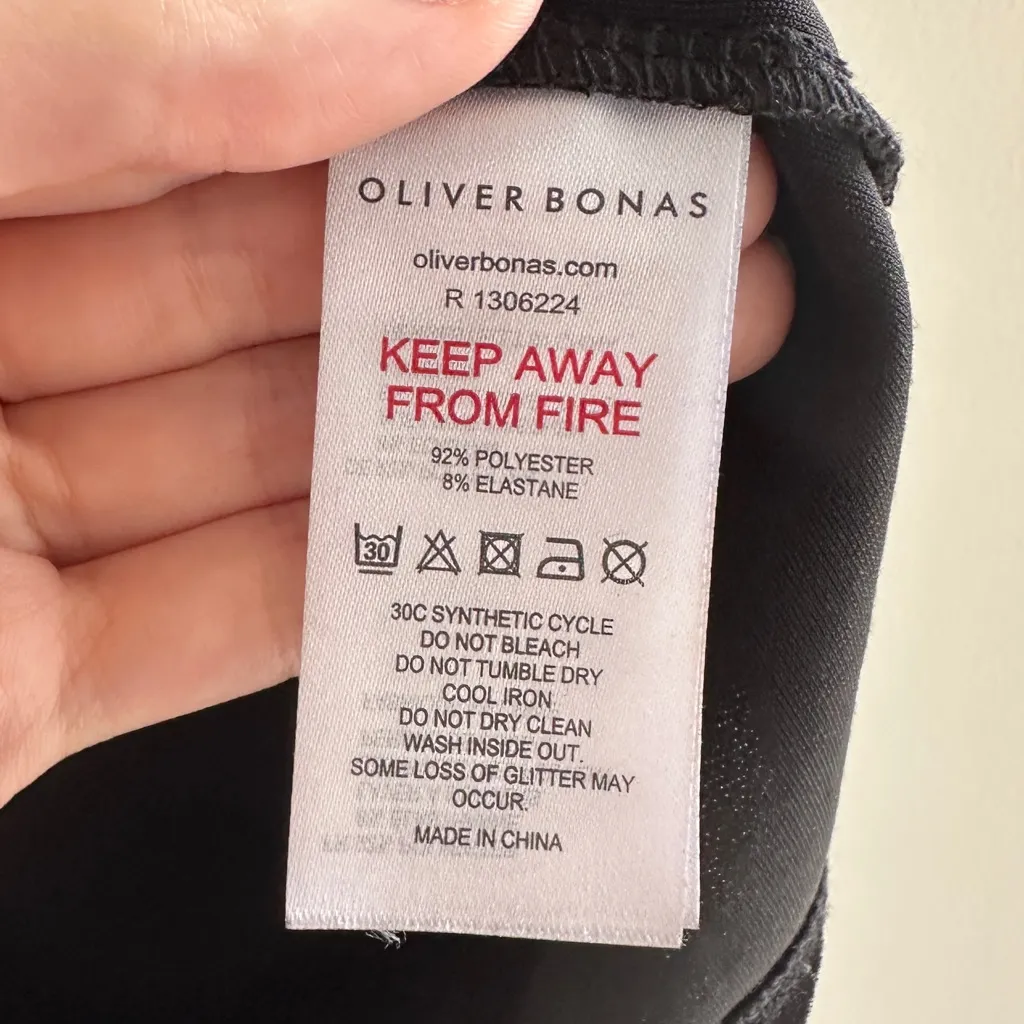 OLIVER BONAS
oliverbonas.com
R 1306224
KEEP AWAY
FROM FIRE
92% POLYESTER
8% ELASTANE
30
30C SYNTHETIC CYCLE
DO NOT BLEACH
DO NOT TUMBLE DRY
COOL IRON
DO NOT DRY CLEAN
WASH INSIDE OUT.
SOME LOSS OF GLITTER MAY
OCCUR.
MADE IN CHINA